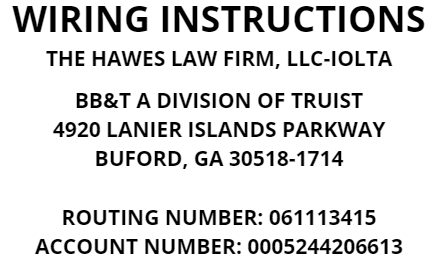 WIRING INSTRUCTIONS
THE HAWES LAW FIRM, LLC-IOLTA
BB&T A DIVISION OF TRUIST
4920 LANIER ISLANDS PARKWAY
BUFORD, GA 30518-1714
ROUTING NUMBER: 061113415
ACCOUNT NUMBER: 0005244206613